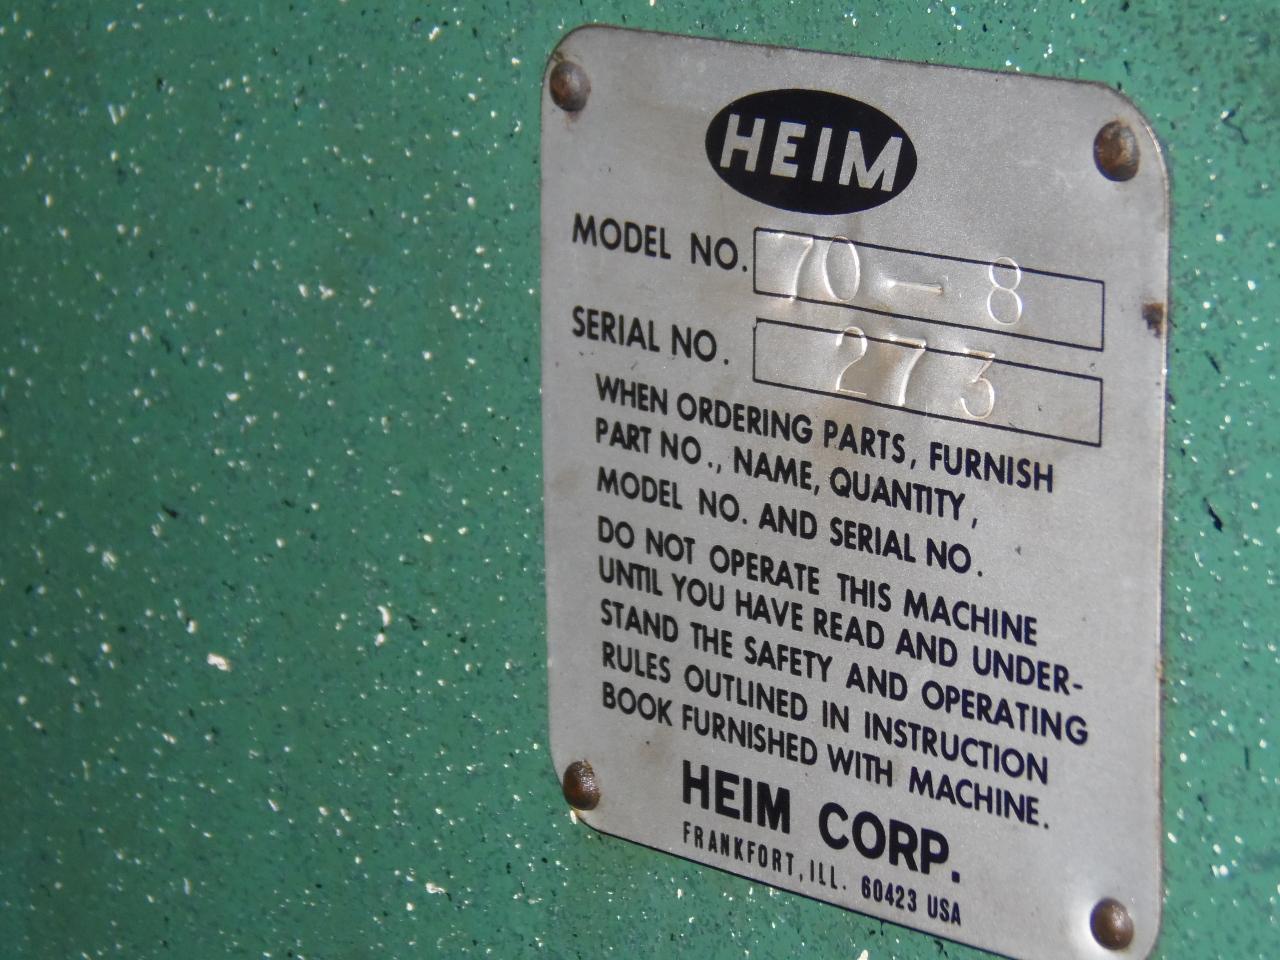 HEIM
MODEL NO. 70-8
SERIAL NO. 273
WHEN ORDERING PARTS, FURNISH
PART NO., NAME, QUANTITY,
MODEL NO. AND SERIAL NO.
DO NOT OPERATE THIS MACHINE
UNTIL YOU HAVE READ AND UNDER-
STAND THE SAFETY AND OPERATING
RULES OUTLINED IN INSTRUCTION
BOOK FURNISHED WITH MACHINE.
HEIM CORP.
FRANKFORT, ILL. 60423 USA